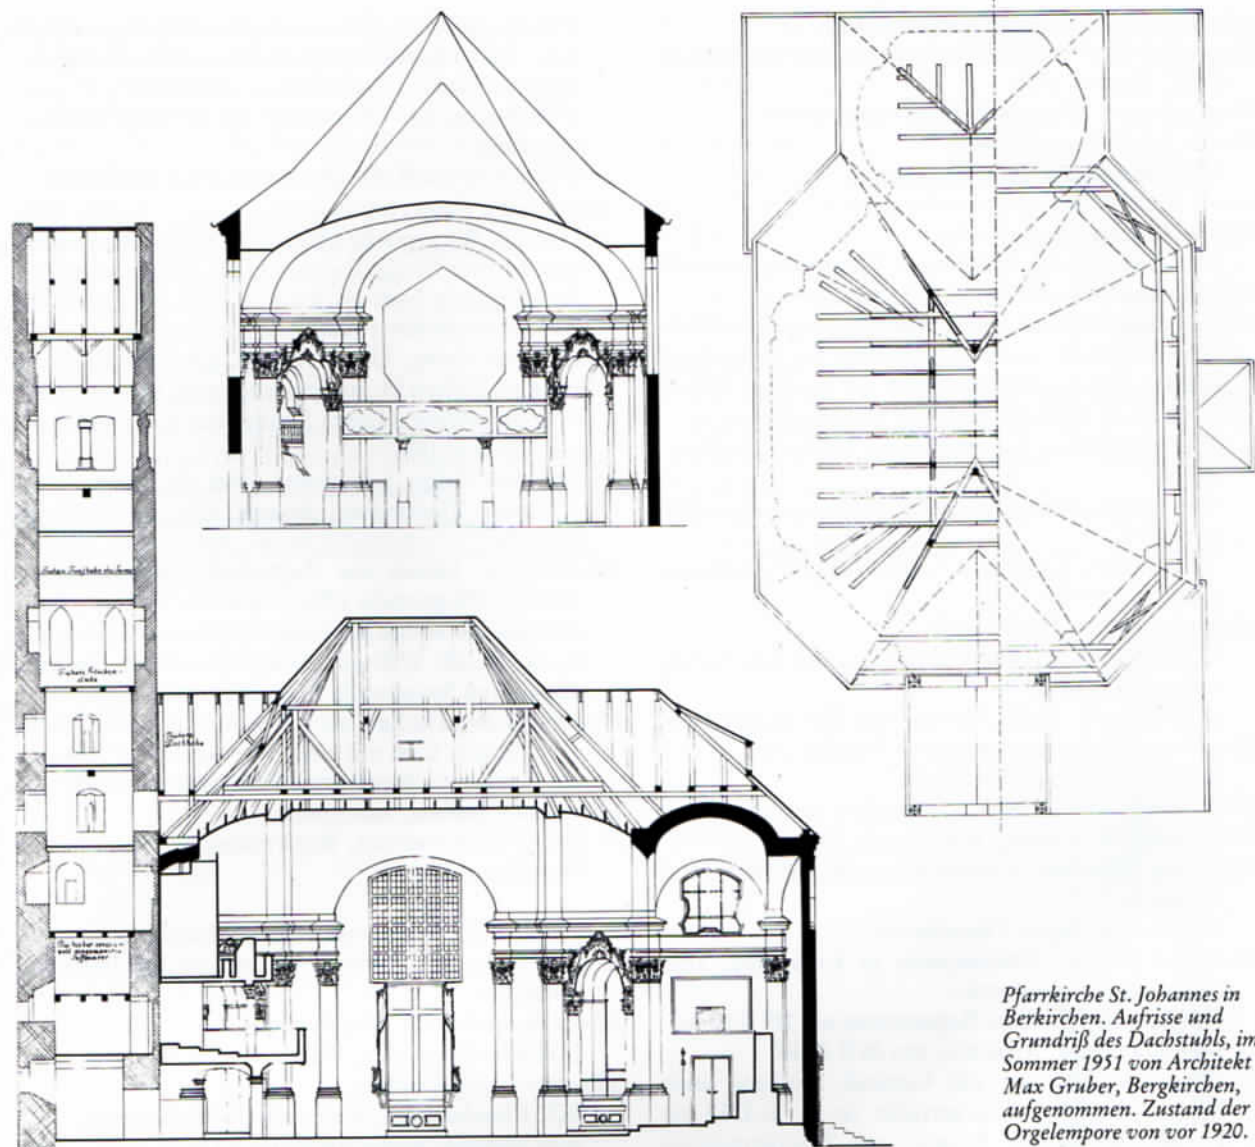 Pfarrkirche St. Johannes in
Berkirchen. Aufrisse und
Grundriß des Dachstuhls, im
Sommer 1951 von Architekt
Max Gruber, Bergkirchen,
aufgenommen. Zustand der
Orgelempore von vor 1920.